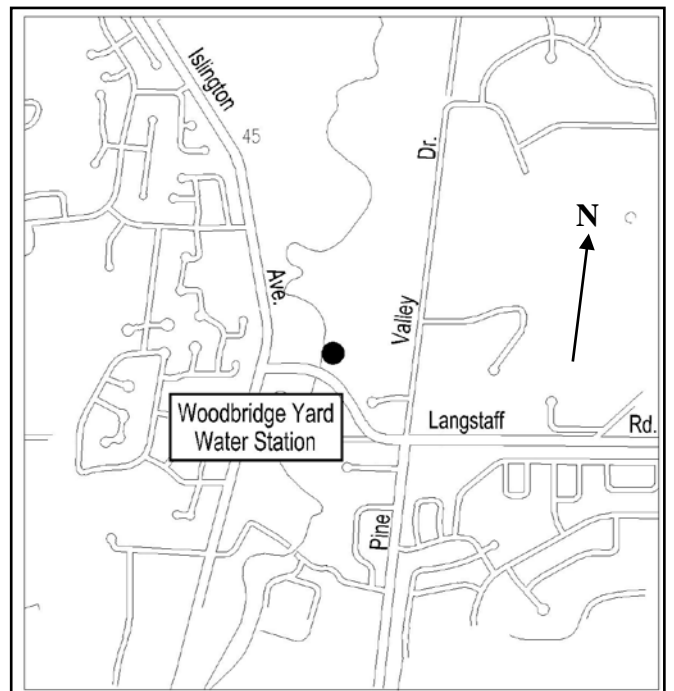 Islington
45
Dr.
N
Ave.
Valley
Woodbridge Yard
Water Station
Langstaff
Rd.
Pine